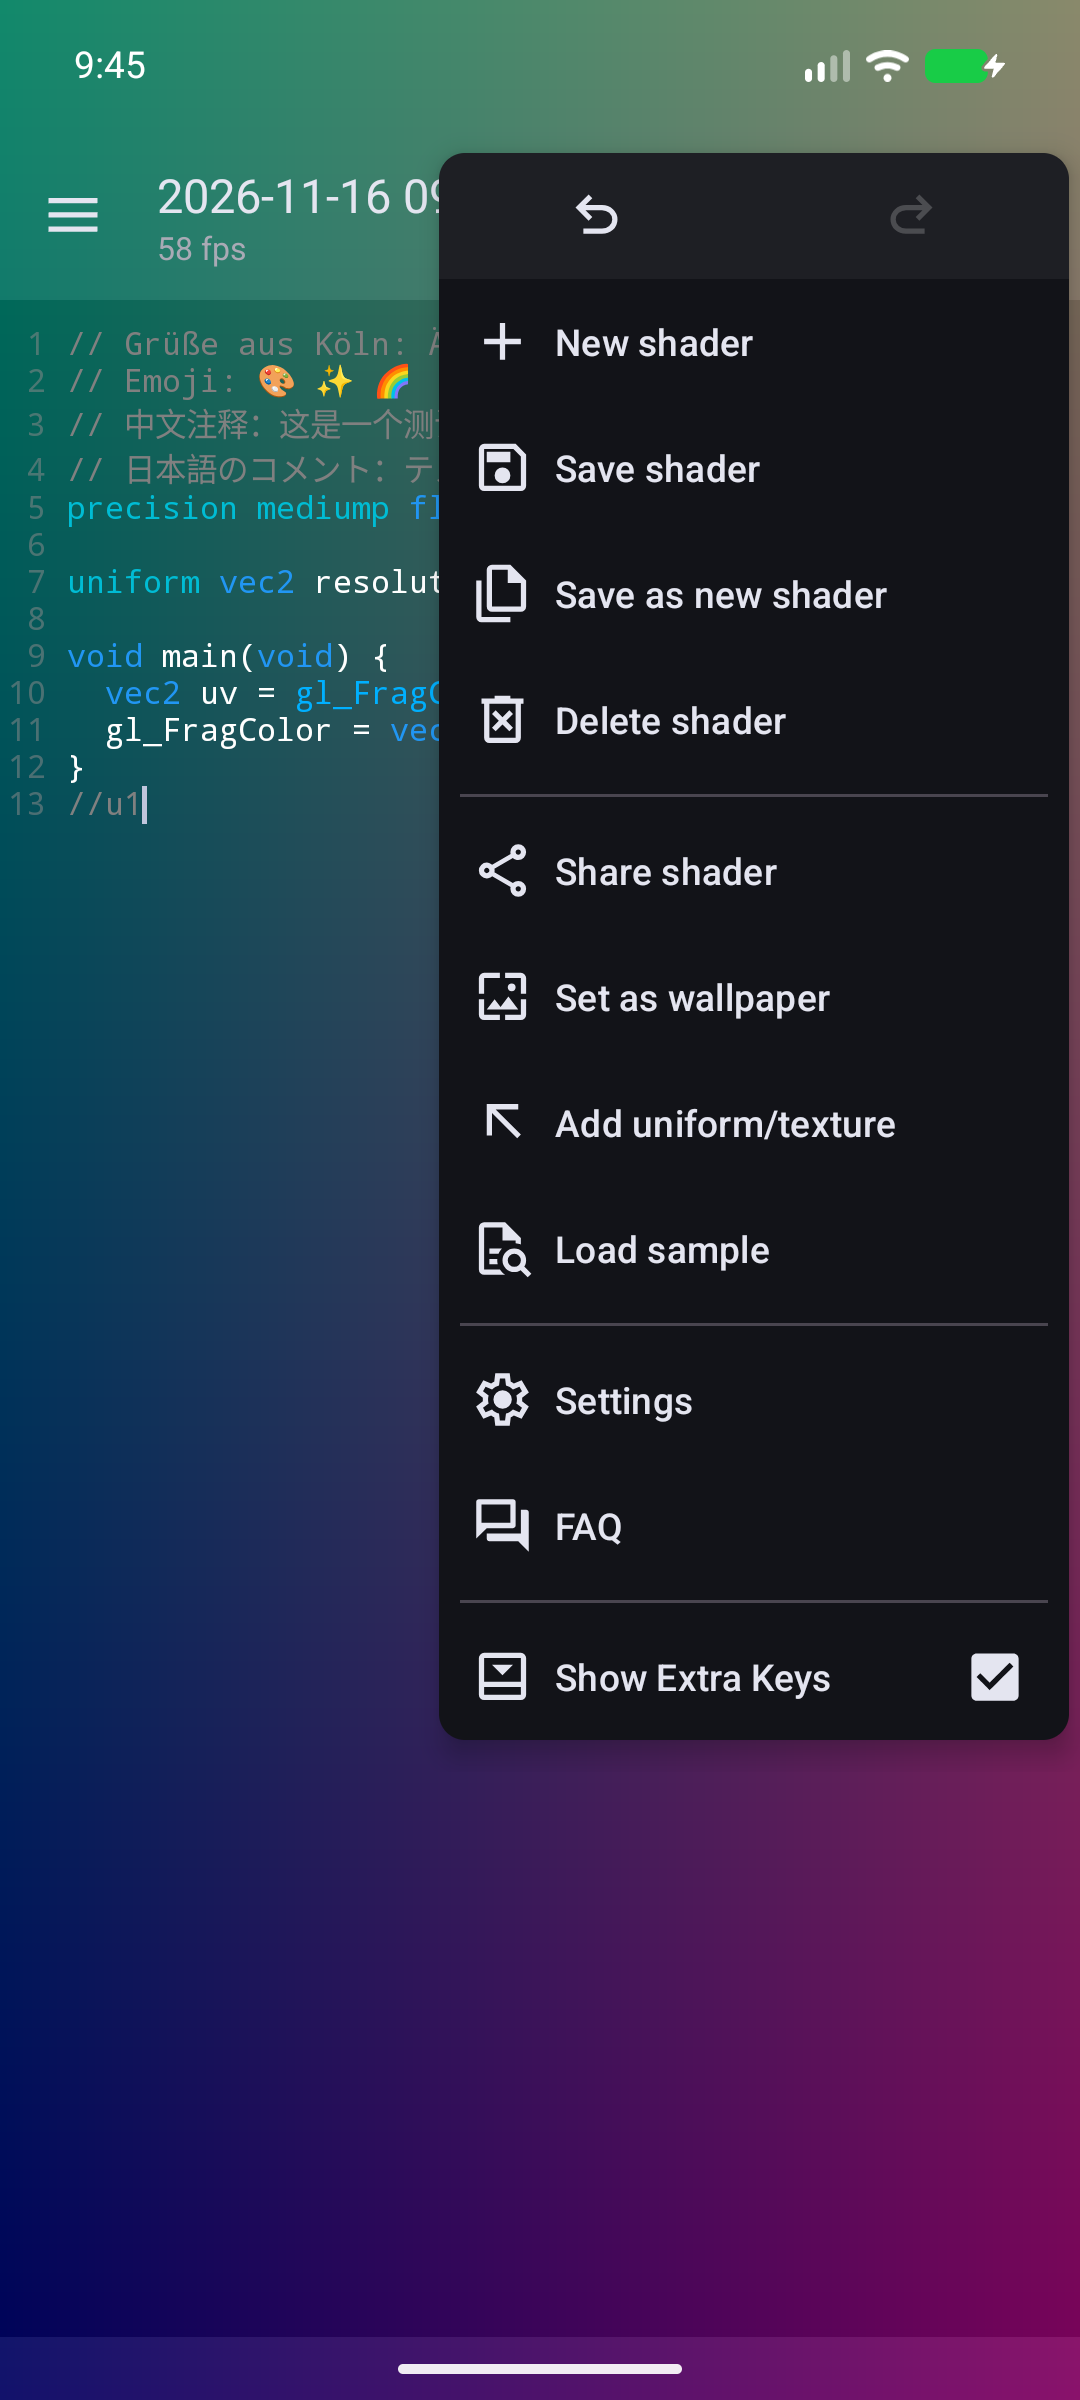 9:45
2026-11-16 09
58 fps
1 // Grüße aus Köln: Ä
2 // Emoji: 🎨 ✨ 🌈
3 // 中文注释：这是一个测
4 // 日本語のコメント：テ
5 precision mediump fl
6
7 uniform vec2 resolut
8
9 void main(void) {
10 vec2 uv = gl_FragC
11 gl_FragColor = vec
12 }
13 //u1
New shader
Save shader
Save as new shader
Delete shader
Share shader
Set as wallpaper
Add uniform/texture
Load sample
Settings
FAQ
Show Extra Keys